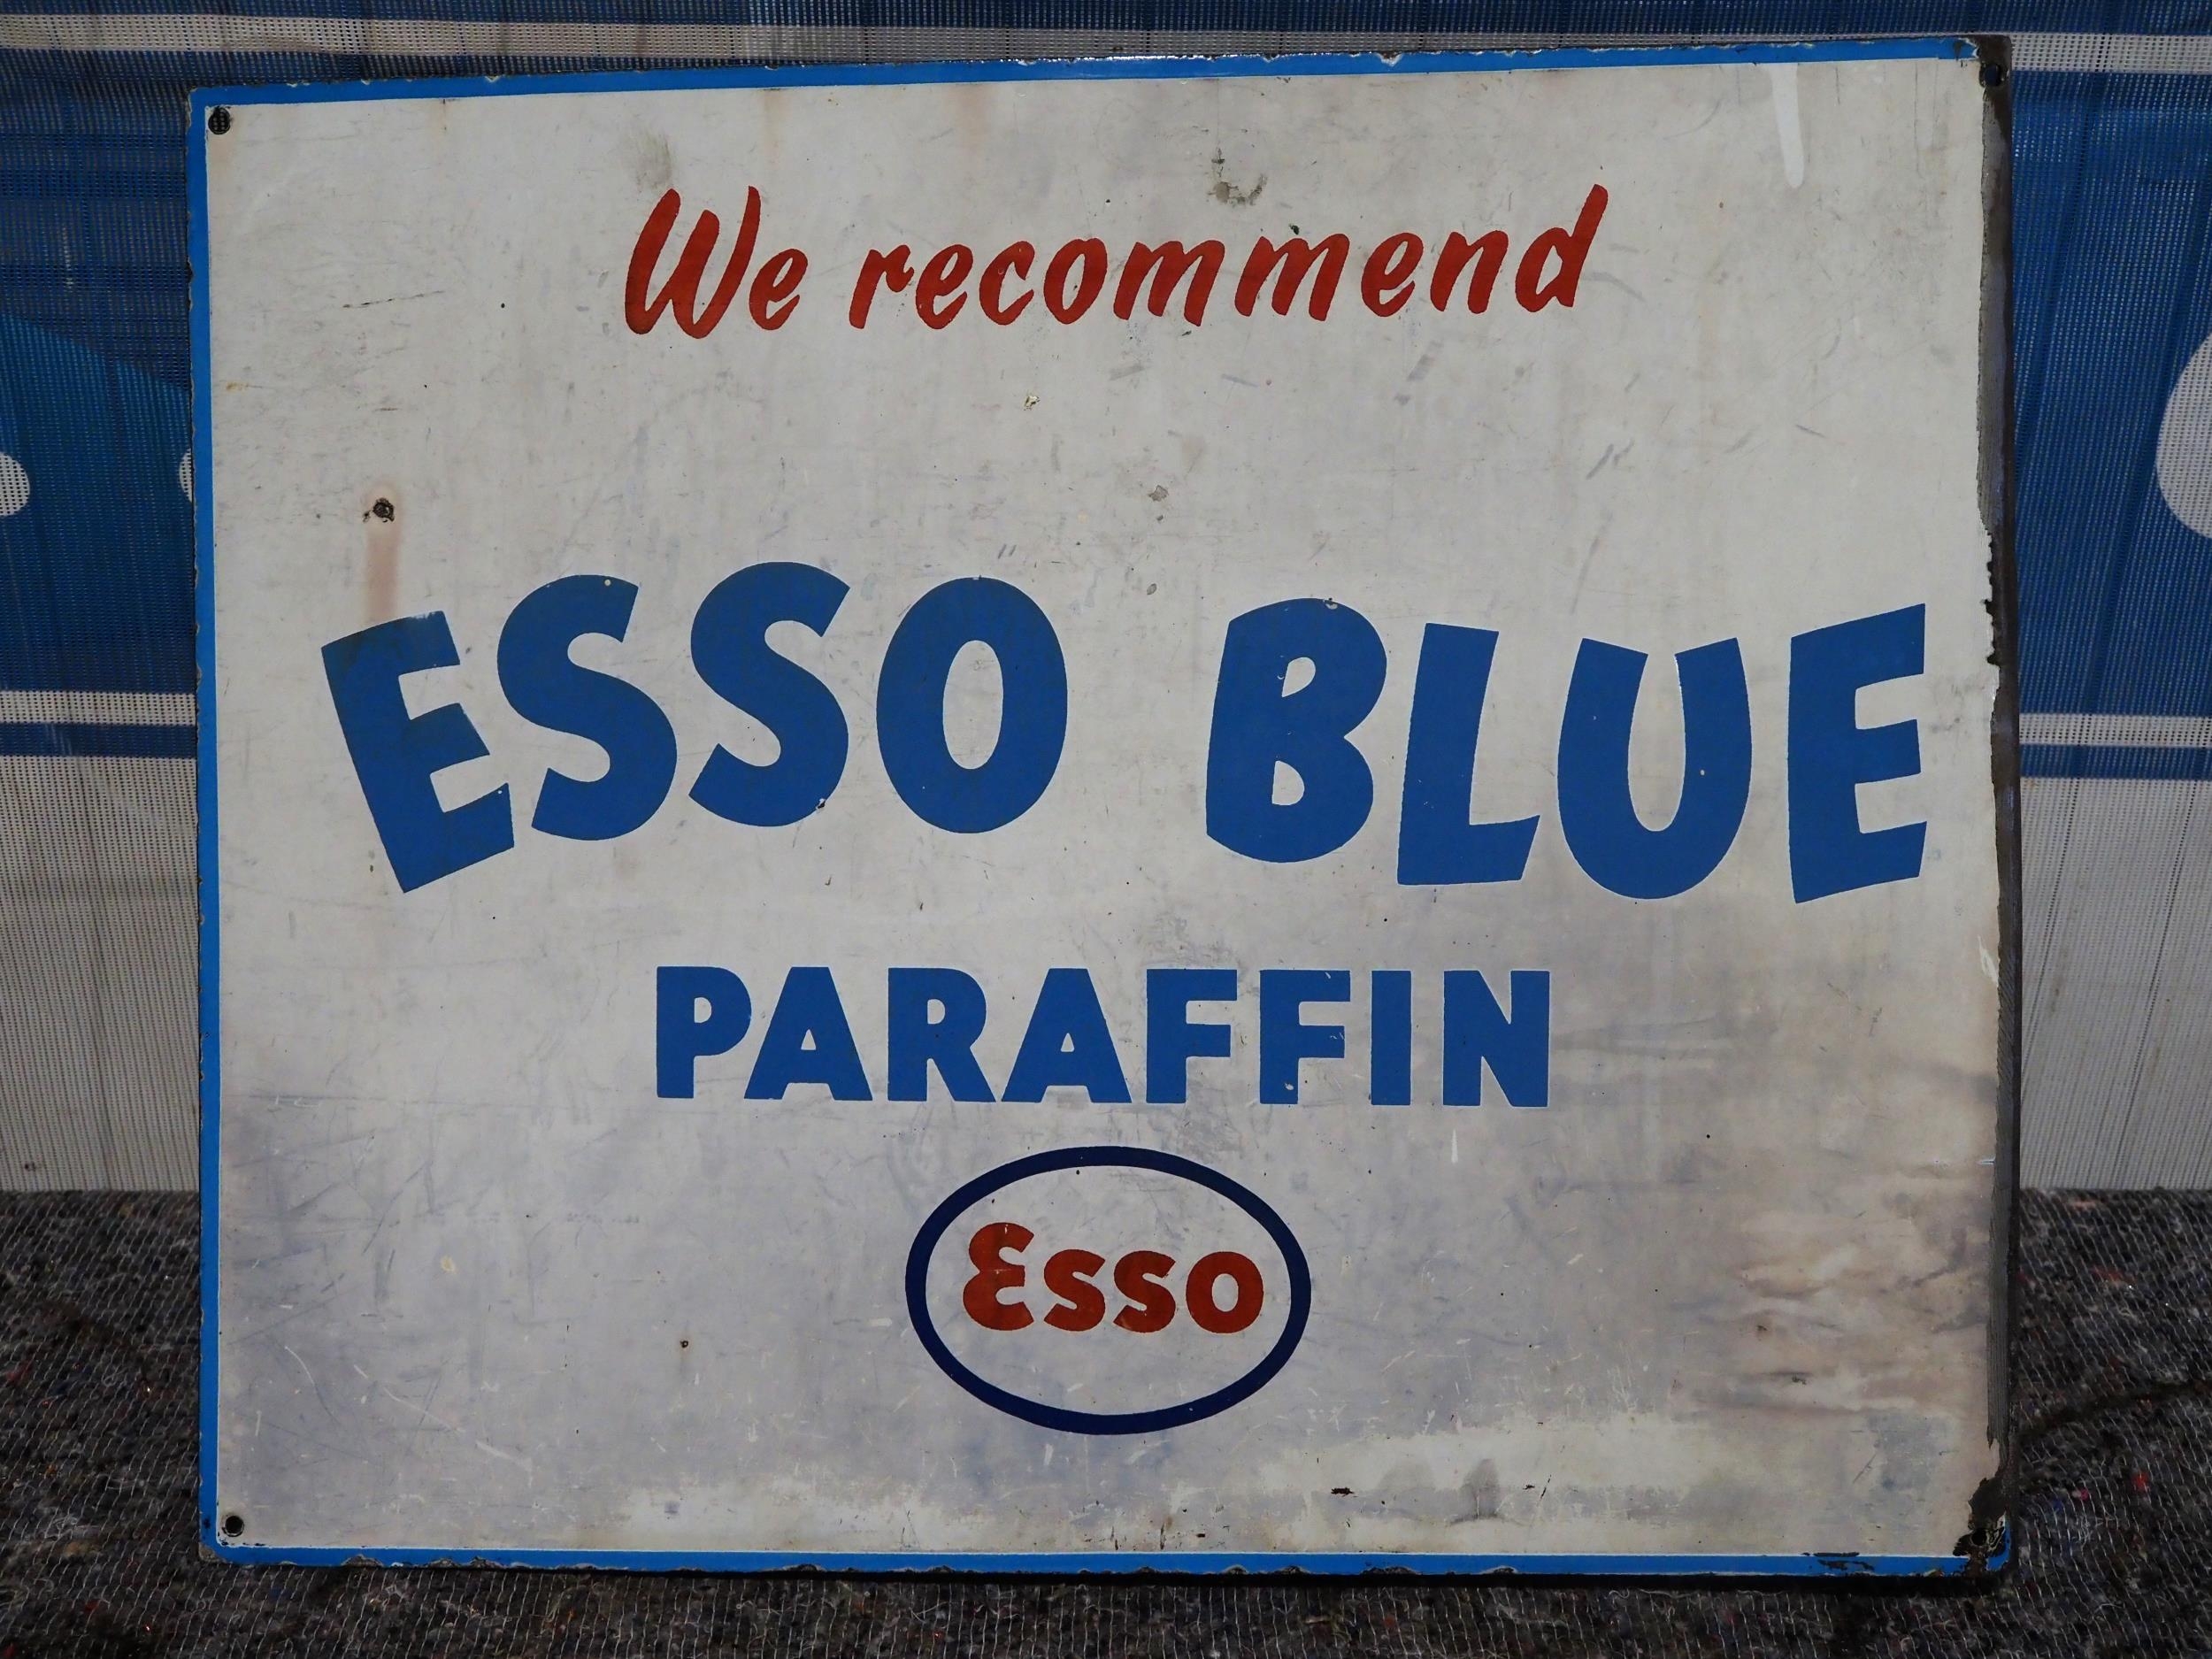 We recommend
ESSO BLUE
PARAFFIN
Esso